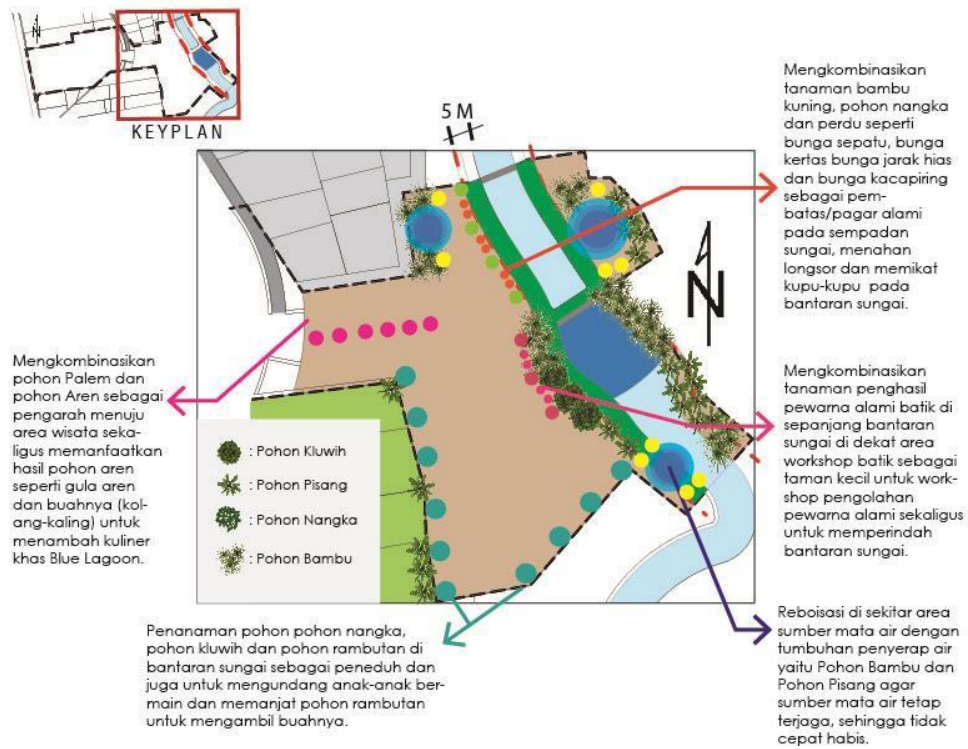 N
KEYPLAN
5 M
Mengkombinasikan
tanaman bambu
kuning, pohon nangka
dan perdu seperti
bunga sepatu, bunga
kertas bunga jarak hias
dan bunga kacapiring
sebagai pem-
batas/pagar alami
pada sempadan
sungai, menahan
longsor dan memikat
kupu-kupu pada
bantaran sungai.
N
Mengkombinasikan
pohon Palem dan
pohon Aren sebagai
pengarah menuju
area wisata seka-
ligus memanfaatkan
hasil pohon aren
seperti gula aren
dan buahnya (kol-
ang-kaling) untuk
menambah kuliner
khas Blue Lagoon.
: Pohon Kluwih
: Pohon Pisang
: Pohon Nangka
: Pohon Bambu
Mengkombinasikan
tanaman penghasil
pewarna alami batik di
sepanjang bantaran
sungai di dekat area
workshop batik sebagai
taman kecil untuk work-
shop pengolahan
pewarna alami sekaligus
untuk memperindah
bantaran sungai.
Penanaman pohon pohon nangka,
pohon kluwih dan pohon rambutan di
bantaran sungai sebagai peneduh dan
juga untuk mengundang anak-anak ber-
main dan memanjat pohon rambutan
untuk mengambil buahnya.
Reboisasi di sekitar area
sumber mata air dengan
tumbuhan penyerap air
yaitu Pohon Bambu dan
Pohon Pisang agar
sumber mata air tetap
terjaga, sehingga tidak
cepat habis.